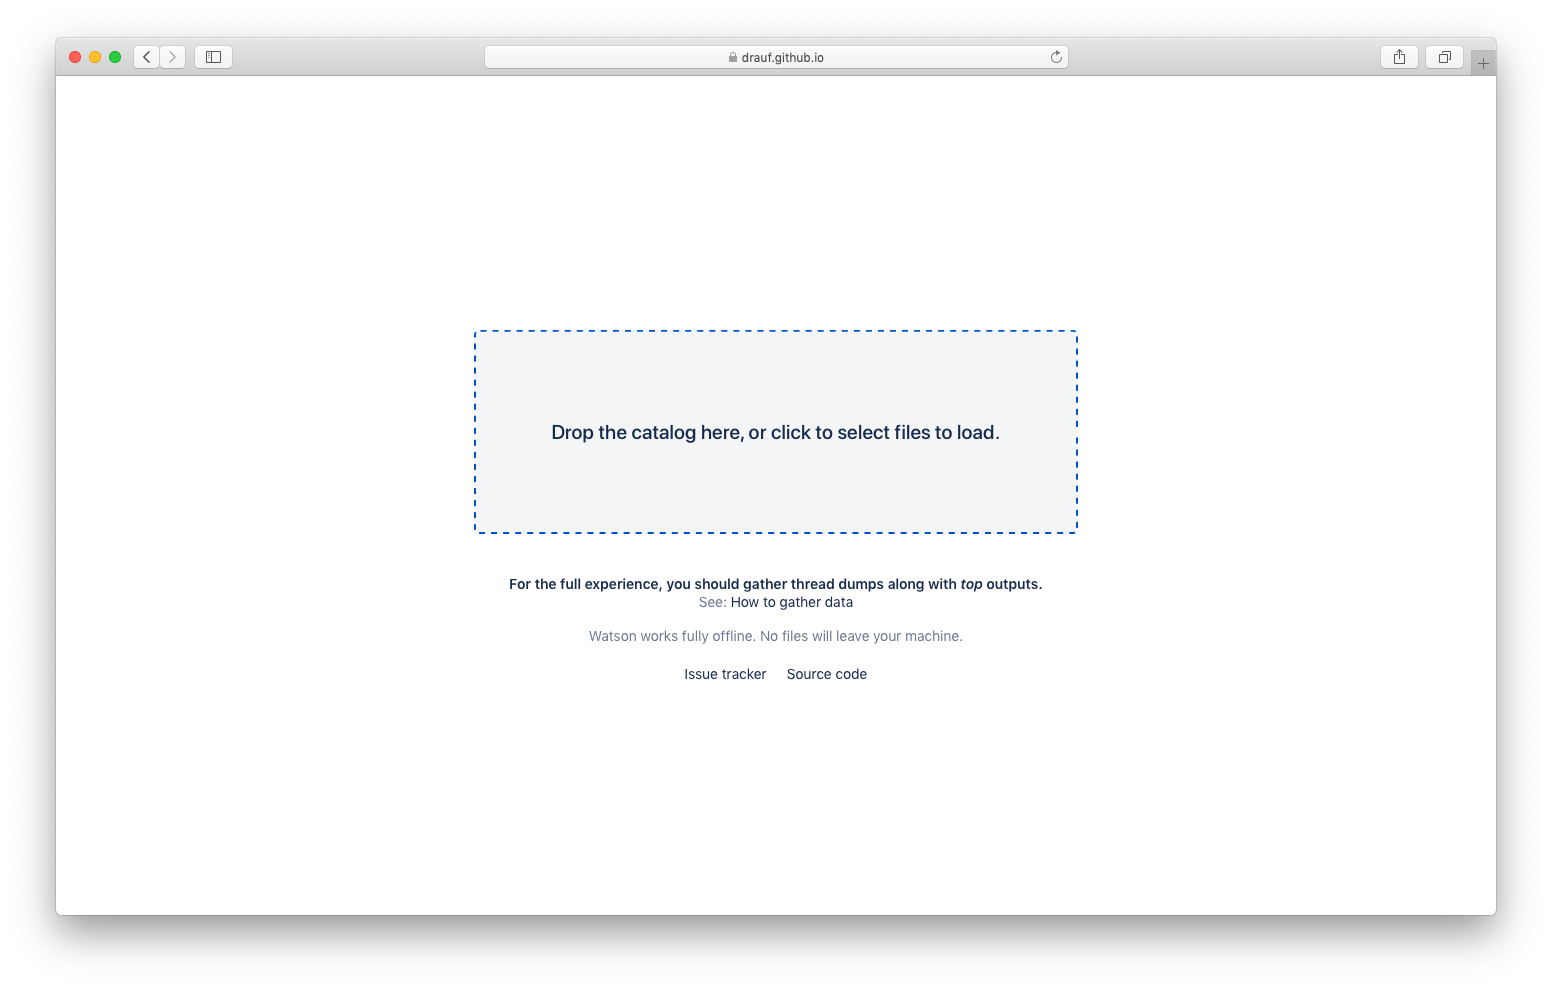 drauf.github.io
Drop the catalog here, or click to select files to load.
For the full experience, you should gather thread dumps along with top outputs.
See: How to gather data
Watson works fully offline. No files will leave your machine.
Issue tracker Source code